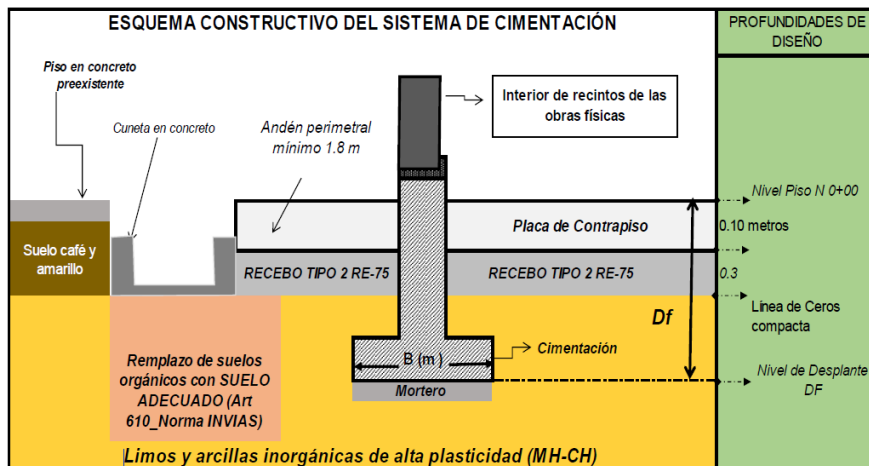 ESQUEMA CONSTRUCTIVO DEL SISTEMA DE CIMENTACIÓN
PROFUNDIDADES DE
DISEÑO
Piso en concreto
preexistente
Cuneta en concreto
Andén perimetral
mínimo 1.8 m
Interior de recintos de las
obras físicas
Nivel Piso N 0+00
Placa de Contrapiso
0.10 metros
Suelo café y
amarillo
RECEBO TIPO 2 RE-75
RECEBO TIPO 2 RE-75
0.3
Df
Línea de Ceros
compacta
Remplazo de suelos
orgánicos con SUELO
ADECUADO (Art
610_Norma INVIAS)
B (m)
Cimentación
Mortero
Nivel de Desplante
DF
Limos y arcillas inorgánicas de alta plasticidad (MH-CH)